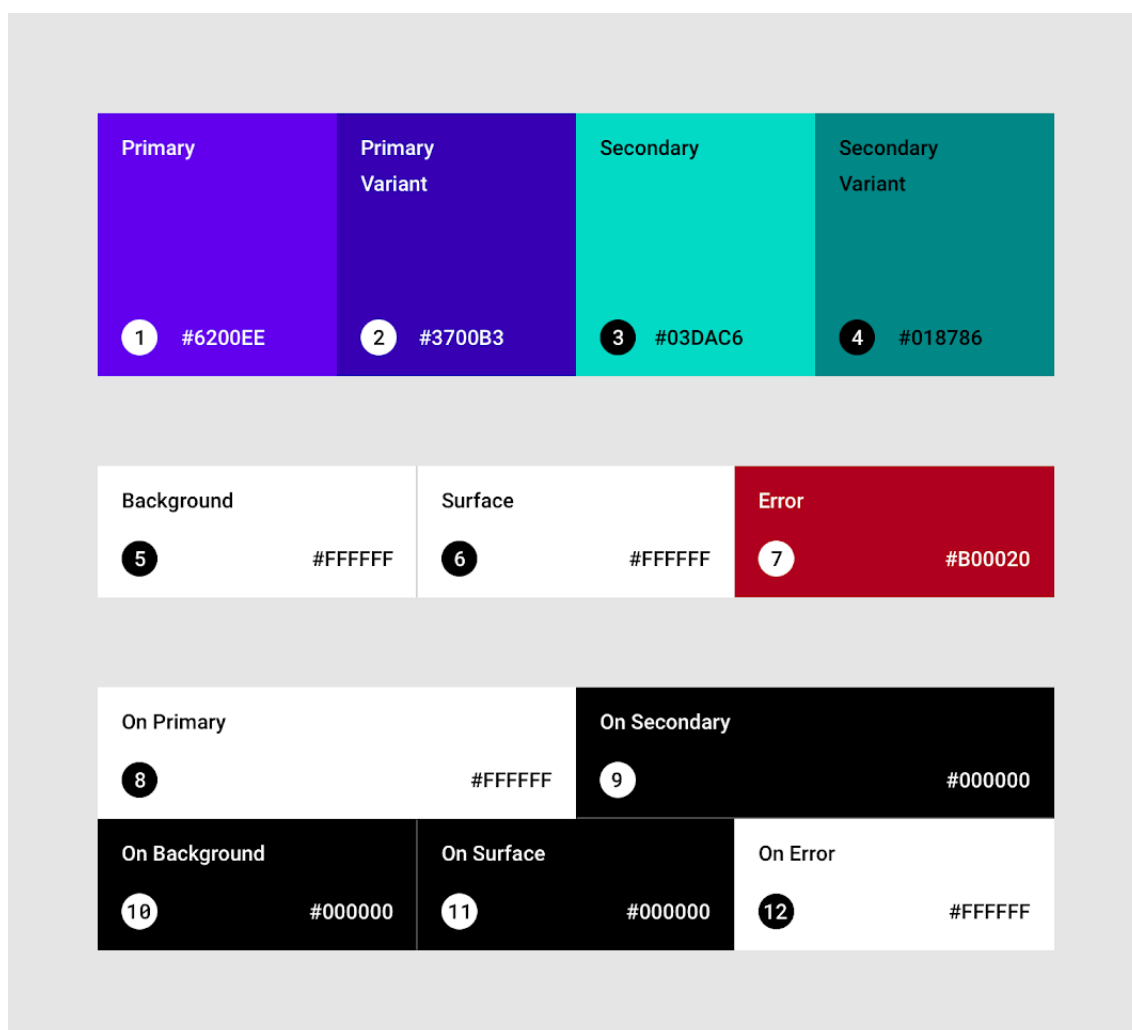 Primary
1 #6200EE
Primary
Variant
2 #3700B3
Secondary
3 #03DAC6
Secondary
Variant
4 #018786
Background
5 #FFFFFF
Surface
6 #FFFFFF
Error
7 #B00020
On Primary
8 #FFFFFF
On Secondary
9 #000000
On Background
10 #000000
On Surface
11 #000000
On Error
12 #FFFFFF